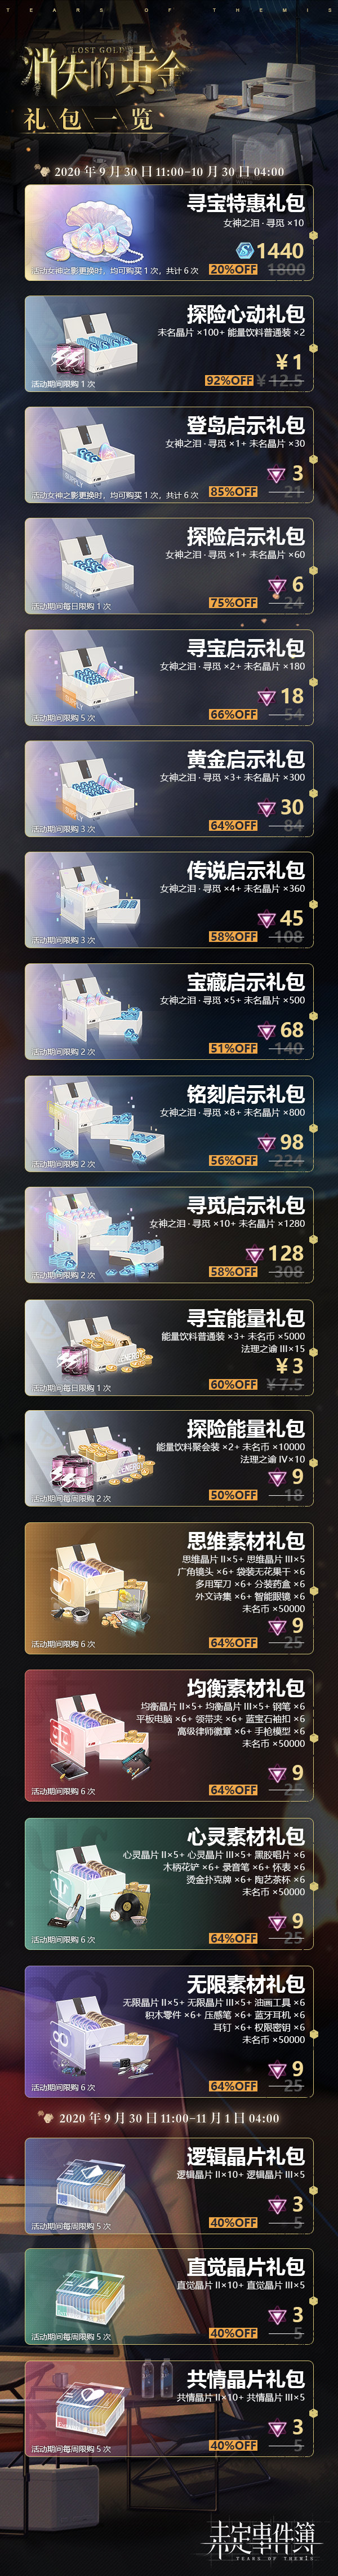 TEARS OF THEMIS
LOST GOLD
消失的黄金
礼\包\一\览
2020 年 9 月 30 日 11:00-10 月 30 日 04:00
寻宝特惠礼包
女神之泪 · 寻觅 ×10
1440
20%OFF 1800
活动女神之影更换时，均可购买 1 次，共计 6 次
探险心动礼包
未名晶片 ×100+ 能量饮料普通装 ×2
¥1
92%OFF ¥12.5
活动期间限购 1 次
登岛启示礼包
女神之泪 · 寻觅 ×1+ 未名晶片 ×30
3
85%OFF 21
活动女神之影更换时，均可购买 1 次，共计 6 次
探险启示礼包
女神之泪 · 寻觅 ×1+ 未名晶片 ×60
6
75%OFF 24
活动期间每日限购 1 次
寻宝启示礼包
女神之泪 · 寻觅 ×2+ 未名晶片 ×180
18
66%OFF 54
活动期间限购 5 次
黄金启示礼包
女神之泪 · 寻觅 ×3+ 未名晶片 ×300
30
64%OFF 84
活动期间限购 3 次
传说启示礼包
女神之泪 · 寻觅 ×4+ 未名晶片 ×360
45
58%OFF 108
活动期间限购 3 次
宝藏启示礼包
女神之泪 · 寻觅 ×5+ 未名晶片 ×500
68
51%OFF 140
活动期间限购 2 次
铭刻启示礼包
女神之泪 · 寻觅 ×8+ 未名晶片 ×800
98
56%OFF 224
活动期间限购 2 次
寻觅启示礼包
女神之泪 · 寻觅 ×10+ 未名晶片 ×1280
128
58%OFF 308
活动期间限购 2 次
寻宝能量礼包
能量饮料普通装 ×3+ 未名币 ×5000
法理之谕 III×15
¥3
60%OFF ¥7.5
活动期间每日限购 1 次
探险能量礼包
能量饮料聚会装 ×2+ 未名币 ×10000
法理之谕 IV×10
9
50%OFF 18
活动期间每周限购 2 次
思维素材礼包
思维晶片 II×5+ 思维晶片 III×5
广角镜头 ×6+ 袋装无花果干 ×6
多用军刀 ×6+ 分装药盒 ×6
外文诗集 ×6+ 智能眼镜 ×6
未名币 ×50000
9
64%OFF 25
活动期间限购 6 次
均衡素材礼包
均衡晶片 II×5+ 均衡晶片 III×5+ 钢笔 ×6
平板电脑 ×6+ 领带夹 ×6+ 蓝宝石袖扣 ×6
高级律师徽章 ×6+ 手枪模型 ×6
未名币 ×50000
9
64%OFF 25
活动期间限购 6 次
心灵素材礼包
心灵晶片 II×5+ 心灵晶片 III×5+ 黑胶唱片 ×6
木柄花铲 ×6+ 录音笔 ×6+ 怀表 ×6
烫金扑克牌 ×6+ 陶艺茶杯 ×6
未名币 ×50000
9
64%OFF 25
活动期间限购 6 次
无限素材礼包
无限晶片 II×5+ 无限晶片 III×5+ 油画工具 ×6
积木零件 ×6+ 压感笔 ×6+ 蓝牙耳机 ×6
耳钉 ×6+ 权限密钥 ×6
未名币 ×50000
9
64%OFF 25
活动期间限购 6 次
2020 年 9 月 30 日 11:00-11 月 1 日 04:00
逻辑晶片礼包
逻辑晶片 II×10+ 逻辑晶片 III×5
3
40%OFF 5
活动期间每周限购 5 次
直觉晶片礼包
直觉晶片 II×10+ 直觉晶片 III×5
3
40%OFF 5
活动期间每周限购 5 次
共情晶片礼包
共情晶片 II×10+ 共情晶片 III×5
3
40%OFF 5
活动期间每周限购 5 次
未定事件簿
TEARS OF THEMIS